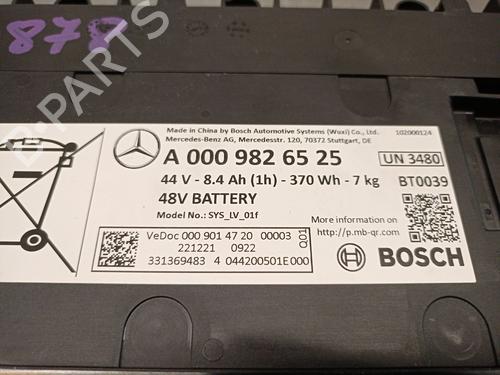 878
B-PARTS
Made in China by Bosch Automotive Systems (Wuxi) Co., Ltd.
102000124
Mercedes-Benz AG, Mercedesstr. 120, 70372 Stuttgart, DE
A 000 982 65 25
UN 3480
44 V - 8.4 Ah (1h) - 370 Wh - 7 kg
BT0039
48V BATTERY
Model No.: SYS_LV_01f
More information on
http://p.mb-qr.com
VeDoc 000 901 47 20 00003
221221 0922
331369483 4 044200501E000
Q01
BOSCH